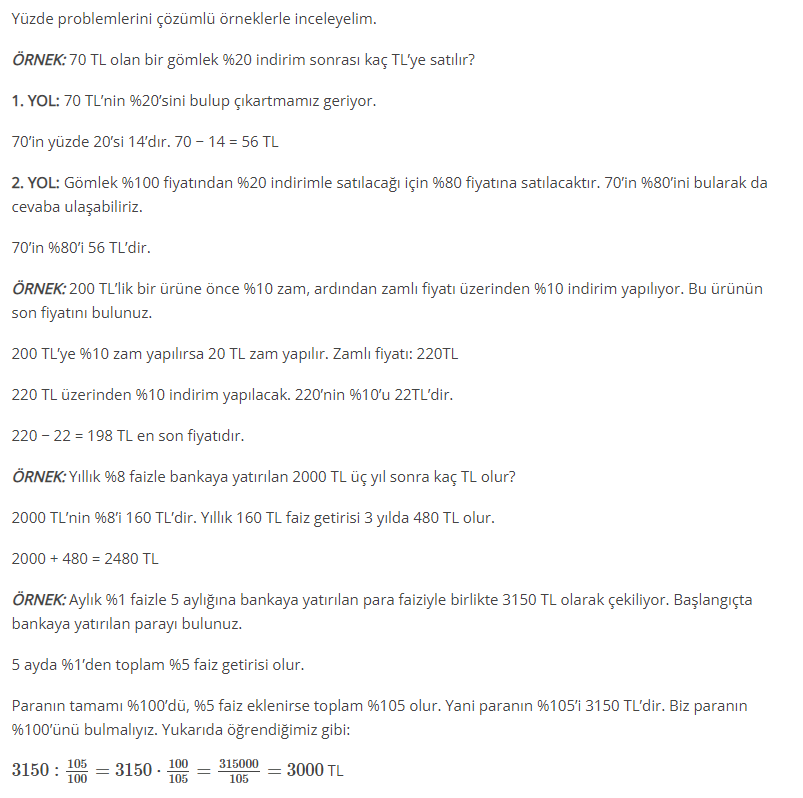 Yüzde problemlerini çözümlü örneklerle inceleyelim.
ÖRNEK: 70 TL olan bir gömlek %20 indirim sonrası kaç TL’ye satılır?
1. YOL: 70 TL’nin %20’sini bulup çıkartmamız geriyor.
70’in yüzde 20’si 14’dır. 70 − 14 = 56 TL
2. YOL: Gömlek %100 fiyatından %20 indirimle satılacağı için %80 fiyatına satılacaktır. 70’in %80’ini bularak da
cevaba ulaşabiliriz.
70’in %80’i 56 TL’dir.
ÖRNEK: 200 TL’lik bir ürüne önce %10 zam, ardından zamlı fiyatı üzerinden %10 indirim yapılıyor. Bu ürünün
son fiyatını bulunuz.
200 TL’ye %10 zam yapılırsa 20 TL zam yapılır. Zamlı fiyatı: 220TL
220 TL üzerinden %10 indirim yapılacak. 220’nin %10’u 22TL’dir.
220 − 22 = 198 TL en son fiyatıdır.
ÖRNEK: Yıllık %8 faizle bankaya yatırılan 2000 TL üç yıl sonra kaç TL olur?
2000 TL’nin %8’i 160 TL’dir. Yıllık 160 TL faiz getirisi 3 yılda 480 TL olur.
2000 + 480 = 2480 TL
ÖRNEK: Aylık %1 faizle 5 aylığına bankaya yatırılan para faiziyle birlikte 3150 TL olarak çekiliyor. Başlangıçta
bankaya yatırılan parayı bulunuz.
5 ayda %1’den toplam %5 faiz getirisi olur.
Paranın tamamı %100’dü, %5 faiz eklenirse toplam %105 olur. Yani paranın %105’i 3150 TL’dir. Biz paranın
%100’ünü bulmalıyız. Yukarıda öğrendiğimiz gibi:
3150 : 105/100 = 3150 · 100/105 = 315000/105 = 3000 TL